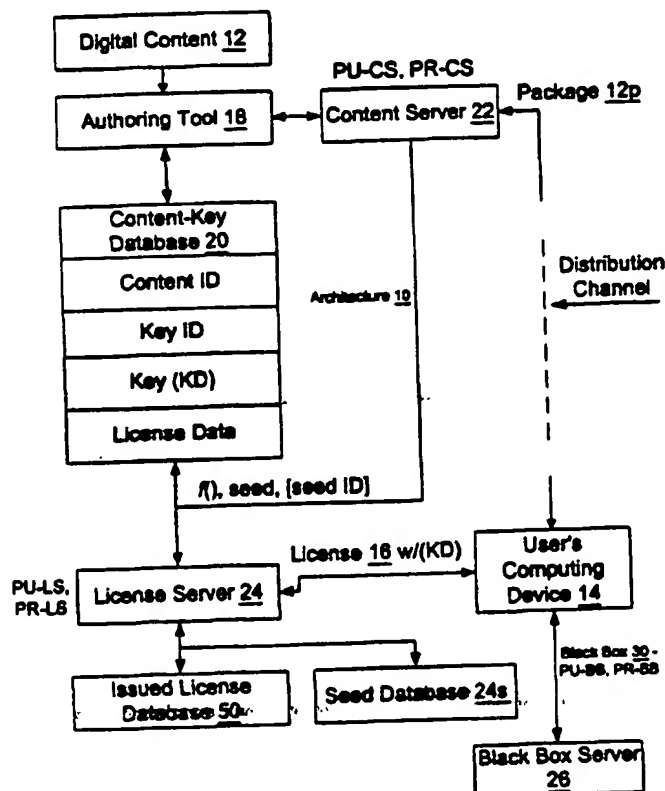 Digital Content 12
PU-CS, PR-CS
Package 12p
Authoring Tool 18
Content Server 22
Content-Key
Database 20
Distribution
Channel
Content ID
Architecture 10
Key ID
Key (KD)
License Data
f(), seed, [seed ID]
License 16 w/(KD)
User's
Computing
Device 14
PU-LS,
PR-LS
License Server 24
Black Box 30 -
PU-BB, PR-BB
Issued License
Database 50
Seed Database 24s
Black Box Server
26